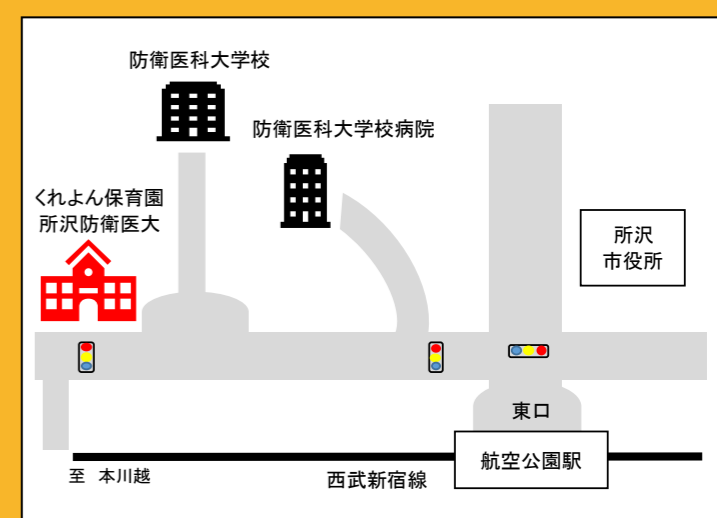 防衛医科大学校
防衛医科大学校病院
くれよん保育園
所沢防衛医大
所沢
市役所
東口
航空公園駅
至 本川越
西武新宿線